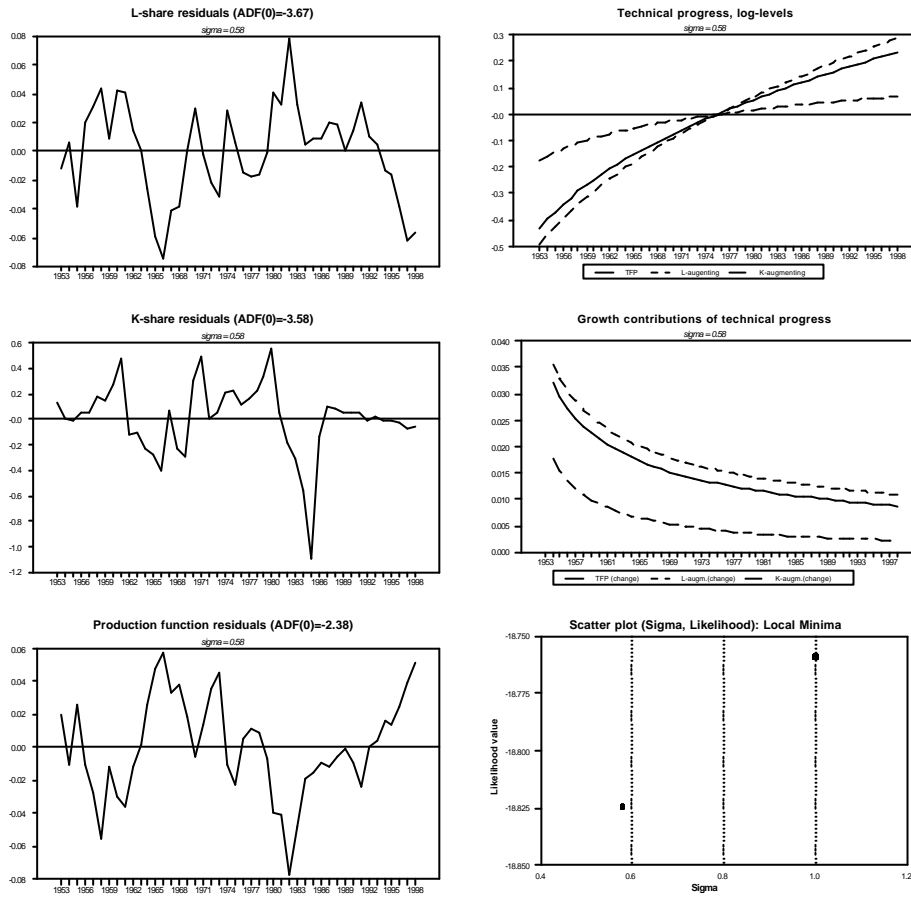 L-share residuals (ADF(0)=-3.67)
sigma = 0.58
0.08
0.06
0.04
0.02
0.00
-0.02
-0.04
-0.06
-0.08
1953 1956 1959 1962 1965 1968 1971 1974 1977 1980 1983 1986 1989 1992 1995 1998
Technical progress, log-levels
sigma = 0.58
0.3
0.2
0.1
-0.0
-0.1
-0.2
-0.3
-0.4
-0.5
1953 1956 1959 1962 1965 1968 1971 1974 1977 1980 1983 1986 1989 1992 1995 1998
TFP L-augmenting K-augmenting
K-share residuals (ADF(0)=-3.58)
sigma = 0.58
0.6
0.4
0.2
-0.0
-0.2
-0.4
-0.6
-0.8
-1.0
-1.2
1953 1956 1959 1962 1965 1968 1971 1974 1977 1980 1983 1986 1989 1992 1995 1998
Growth contributions of technical progress
sigma = 0.58
0.040
0.035
0.030
0.025
0.020
0.015
0.010
0.005
0.000
1953 1957 1961 1965 1969 1973 1977 1981 1985 1989 1993 1997
TFP (change) L-augm.(change) K-augm.(change)
Production function residuals (ADF(0)=-2.38)
sigma = 0.58
0.06
0.04
0.02
0.00
-0.02
-0.04
-0.06
-0.08
1953 1956 1959 1962 1965 1968 1971 1974 1977 1980 1983 1986 1989 1992 1995 1998
Scatter plot (Sigma, Likelihood): Local Minima
Likelihood value
-18.750
-18.775
-18.800
-18.825
-18.850
0.4 0.6 0.8 1.0 1.2
Sigma